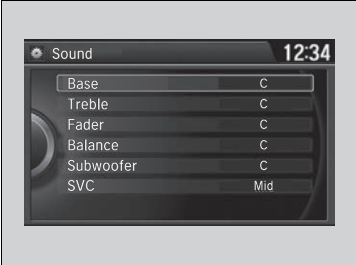 Sound 12:34
Base C
Treble C
Fader C
Balance C
Subwoofer C
SVC Mid